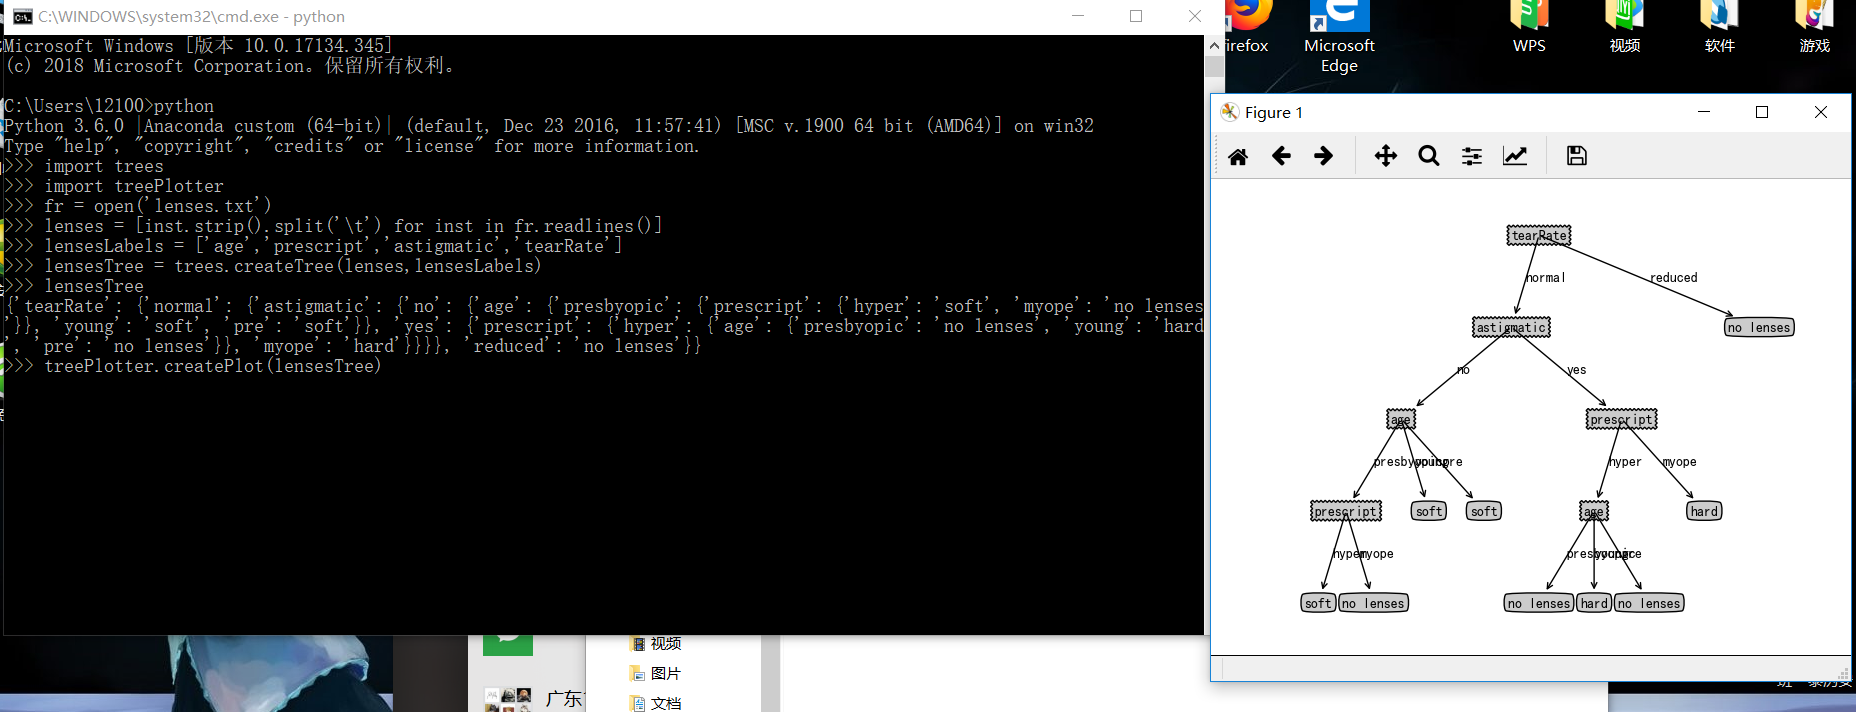 C:\WINDOWS\system32\cmd.exe - python
Microsoft Windows [版本 10.0.17134.345]
(c) 2018 Microsoft Corporation。保留所有权利。
C:\Users\12100>python
Python 3.6.0 |Anaconda custom (64-bit)| (default, Dec 23 2016, 11:57:41) [MSC v.1900 64 bit (AMD64)] on win32
Type "help", "copyright", "credits" or "license" for more information.
>>> import trees
>>> import treePlotter
>>> fr = open('lenses.txt')
>>> lenses = [inst.strip().split('\t') for inst in fr.readlines()]
>>> lensesLabels = ['age','prescript','astigmatic','tearRate']
>>> lensesTree = trees.createTree(lenses,lensesLabels)
>>> lensesTree
{'tearRate': {'normal': {'astigmatic': {'no': {'age': {'presbyopic': {'prescript': {'hyper': 'soft', 'myope': 'no lenses
'}}, 'young': 'soft', 'pre': 'soft'}}, 'yes': {'prescript': {'hyper': {'age': {'presbyopic': 'no lenses', 'young': 'hard
', 'pre': 'no lenses'}}, 'myope': 'hard'}}}}, 'reduced': 'no lenses'}}
>>> treePlotter.createPlot(lensesTree)
irefox
Microsoft
Edge
WPS
视频
软件
游戏
Figure 1
tearRate
normal
reduced
astigmatic
no lenses
no
yes
age
prescript
presbyopic
young
pre
hyper
myope
prescript
soft
soft
age
hard
hyper
myope
presbyopic
young
pre
soft
no lenses
no lenses
hard
no lenses
视频
图片
文档
广东